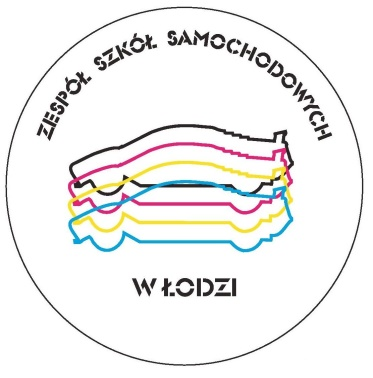 ZESPÓŁ SZKÓŁ SAMOCHODOWYCH
W ŁODZI